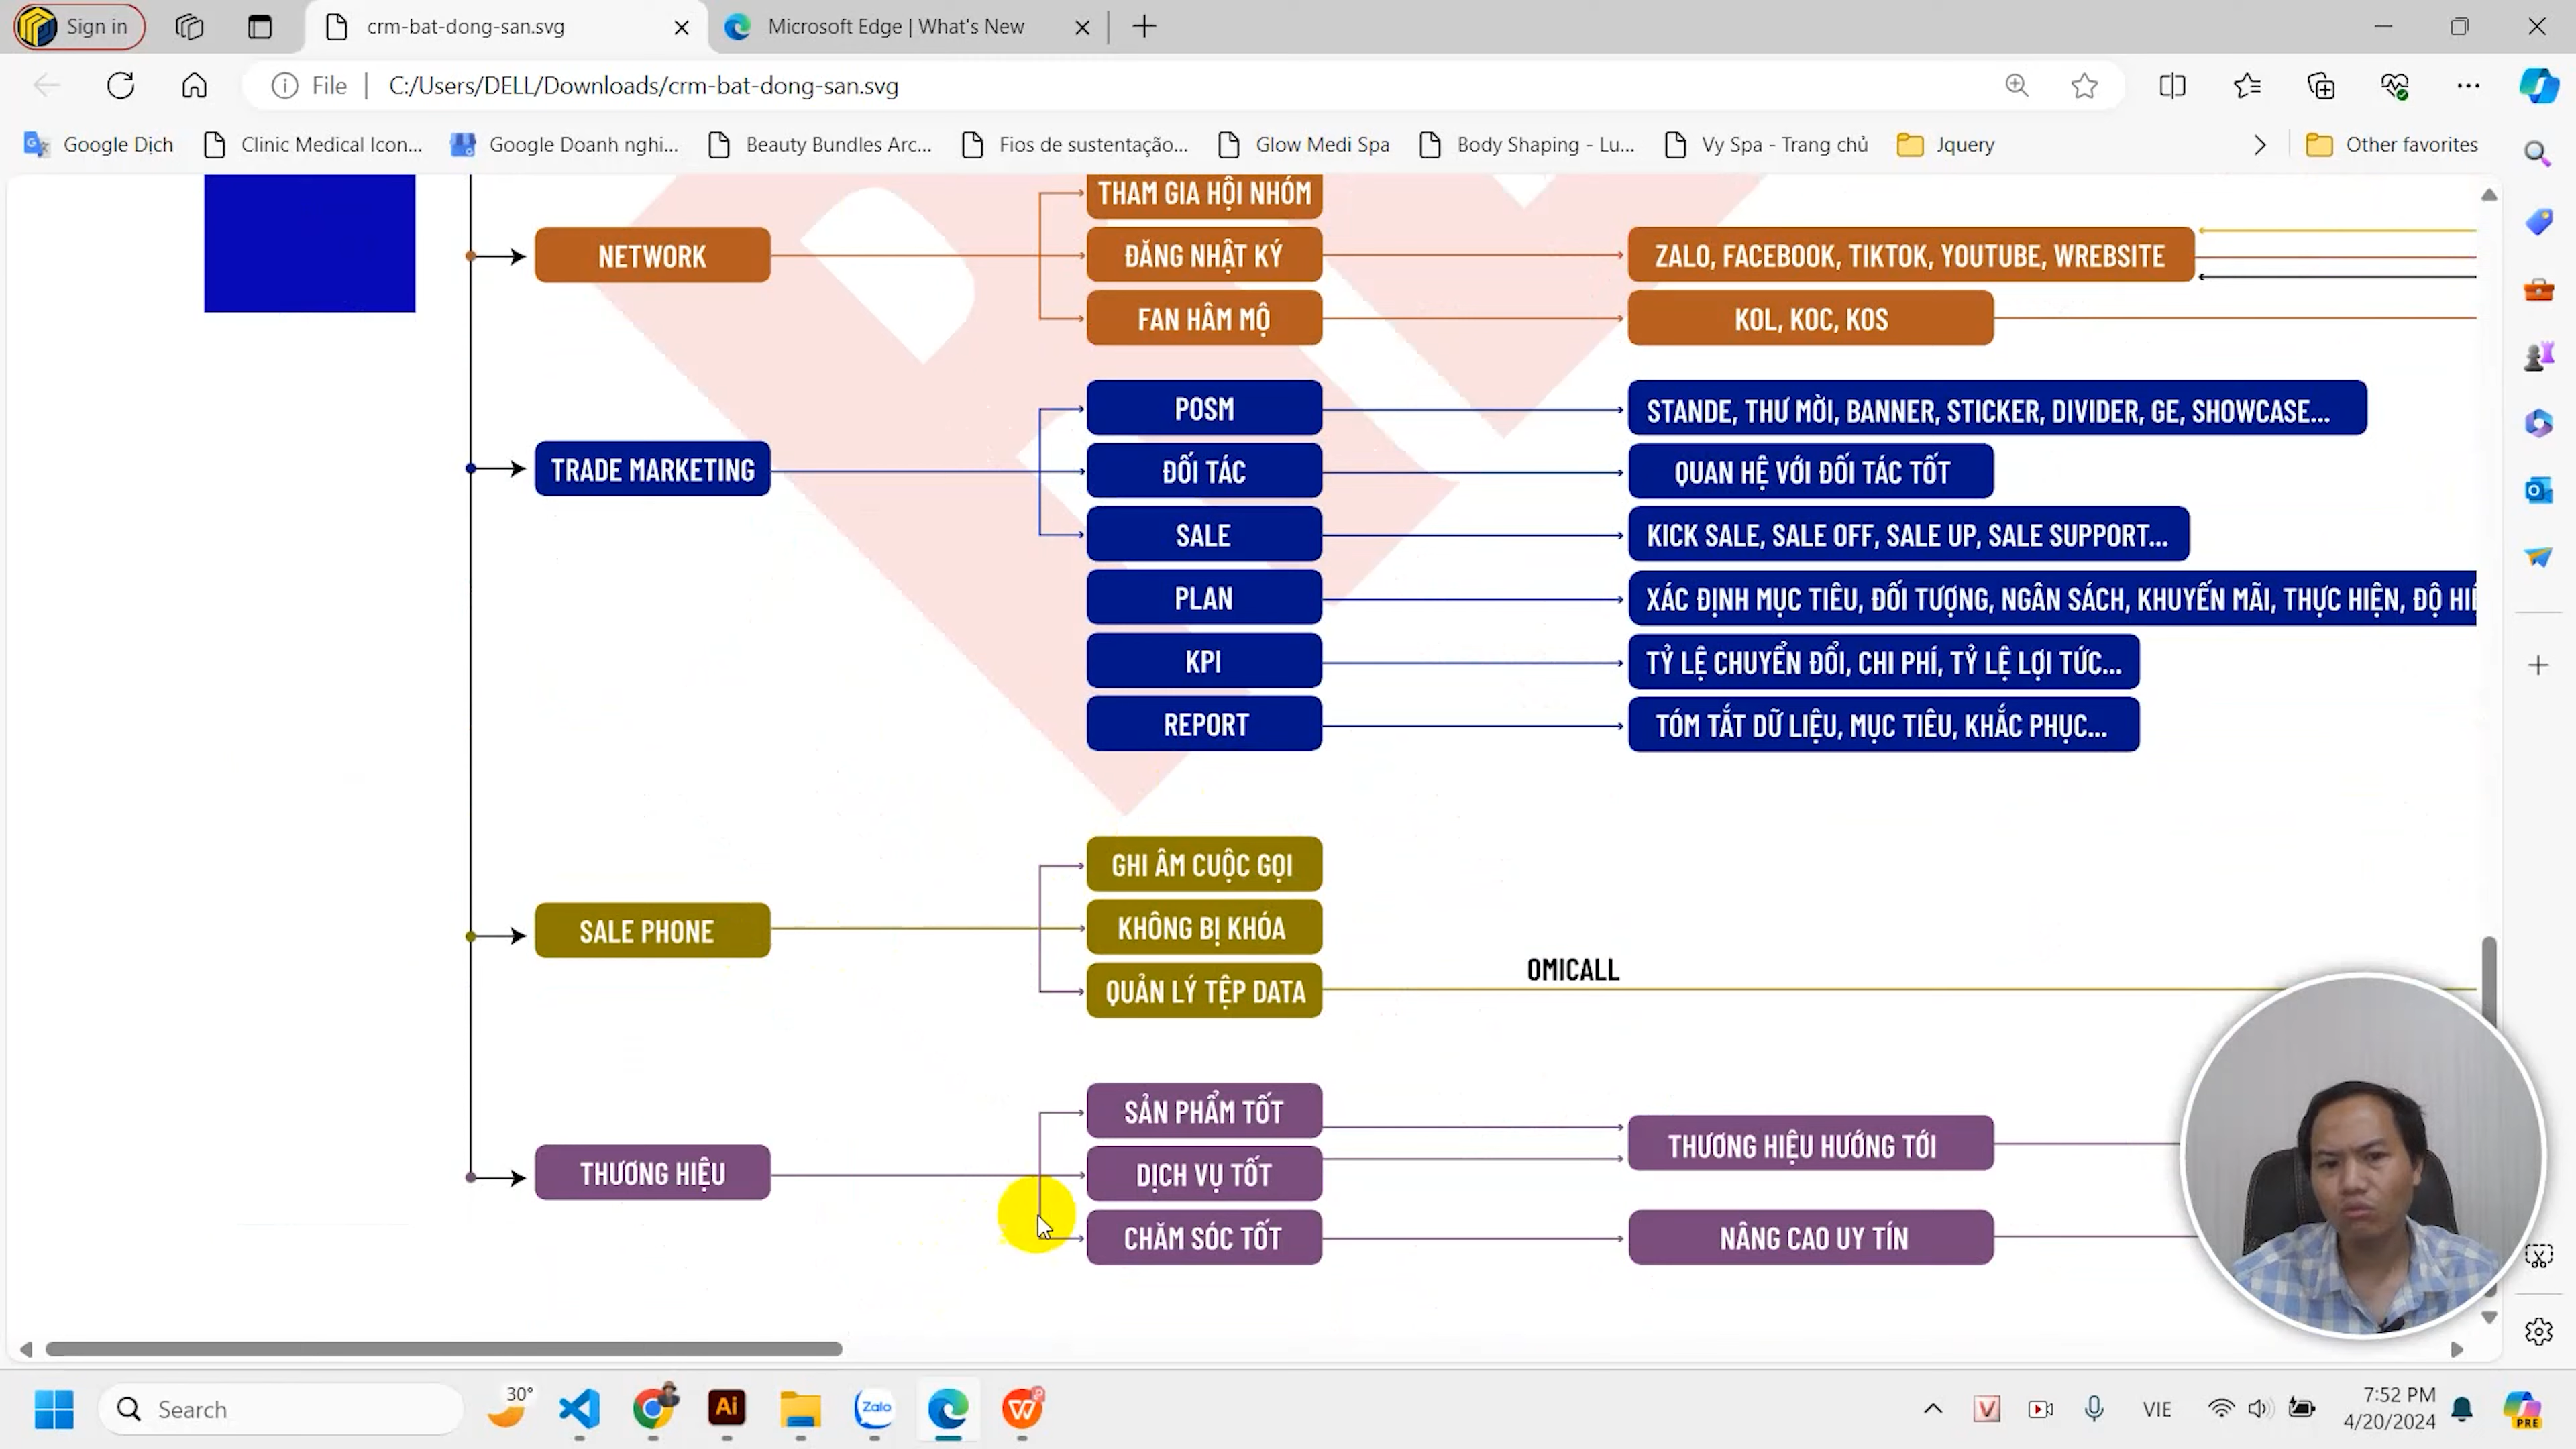 Sign in
crm-bat-dong-san.svg
Microsoft Edge | What's New
File
C:/Users/DELL/Downloads/crm-bat-dong-san.svg
Google Dịch
Clinic Medical Icon...
Google Doanh nghi...
Beauty Bundles Arc...
Fios de sustentação...
Glow Medi Spa
Body Shaping - Lu...
Vy Spa - Trang chủ
Jquery
Other favorites
THAM GIA HỘI NHÓM
NETWORK
ĐĂNG NHẬT KÝ
ZALO, FACEBOOK, TIKTOK, YOUTUBE, WREBSITE
FAN HÂM MỘ
KOL, KOC, KOS
POSM
STANDE, THƯ MỜI, BANNER, STICKER, DIVIDER, GE, SHOWCASE...
TRADE MARKETING
ĐỐI TÁC
QUAN HỆ VỚI ĐỐI TÁC TỐT
SALE
KICK SALE, SALE OFF, SALE UP, SALE SUPPORT...
PLAN
XÁC ĐỊNH MỤC TIÊU, ĐỐI TƯỢNG, NGÂN SÁCH, KHUYẾN MÃI, THỰC HIỆN, ĐỘ
KPI
TỶ LỆ CHUYỂN ĐỔI, CHI PHÍ, TỶ LỆ LỢI TỨC...
REPORT
TÓM TẮT DỮ LIỆU, MỤC TIÊU, KHẮC PHỤC...
GHI ÂM CUỘC GỌI
SALE PHONE
KHÔNG BỊ KHÓA
OMICALL
QUẢN LÝ TỆP DATA
SẢN PHẨM TỐT
THƯƠNG HIỆU HƯỚNG TỚI
THƯƠNG HIỆU
DỊCH VỤ TỐT
CHĂM SÓC TỐT
NÂNG CAO UY TÍN
Search
30°
Ai
Zalo
VIE
7:52 PM
4/20/2024
PRE